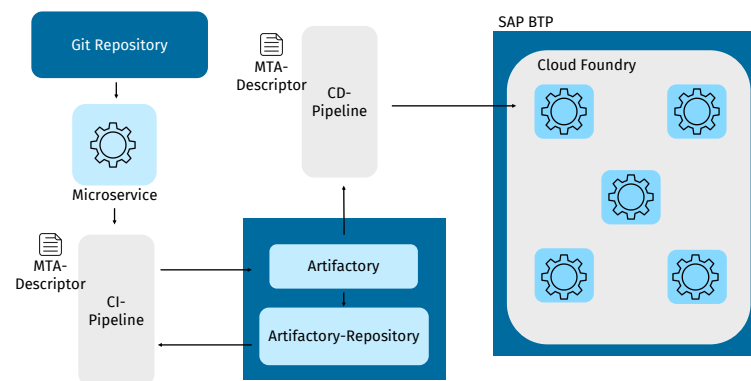 Git Repository
Microservice
MTA-
Descriptor
CI-
Pipeline
MTA-
Descriptor
CD-
Pipeline
Artifactory
Artifactory-Repository
SAP BTP
Cloud Foundry